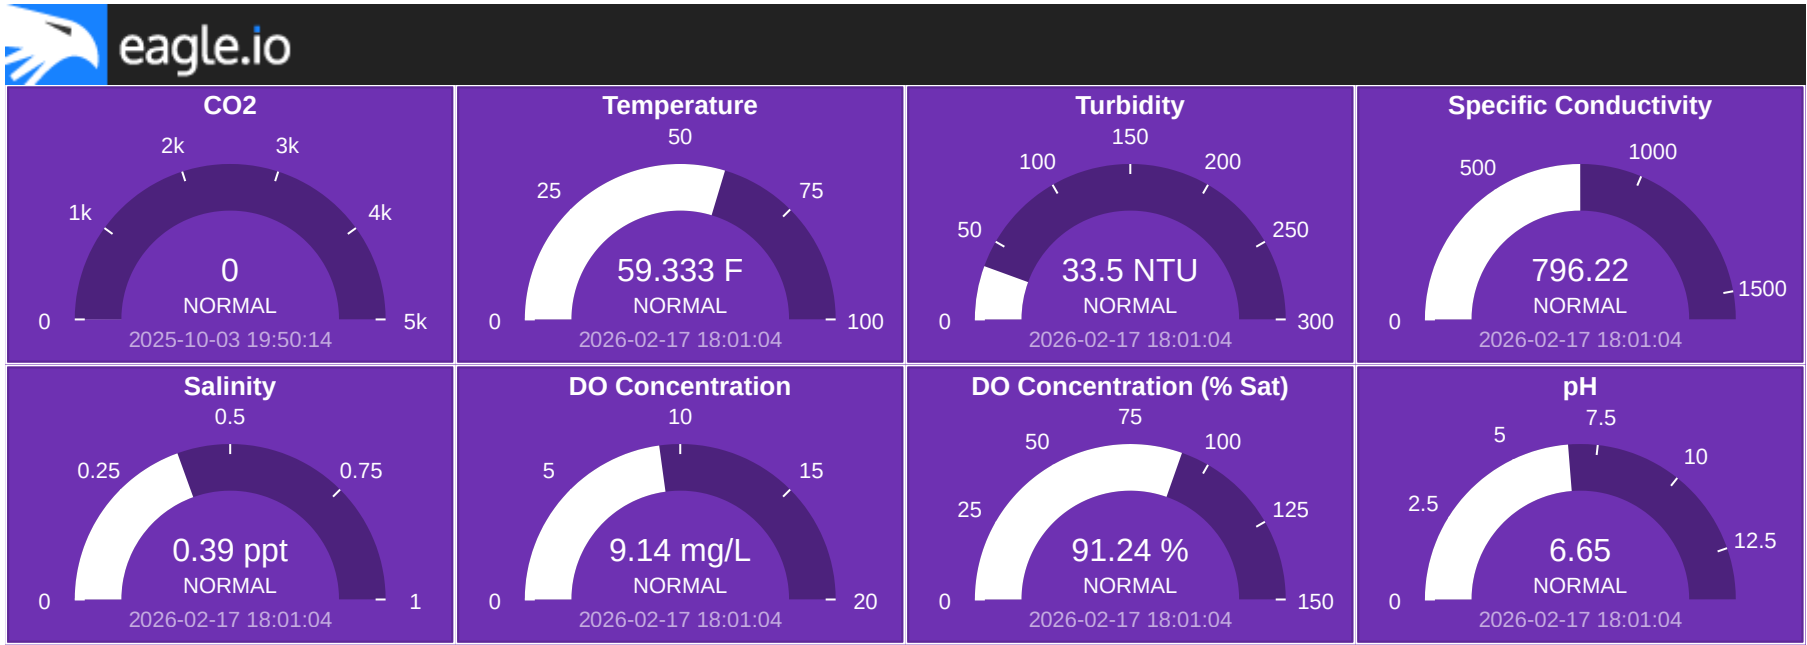 eagle.io
CO2
2k
3k
1k
4k
0
5k
0
NORMAL
2025-10-03 19:50:14
Temperature
50
25
75
0
100
59.333 F
NORMAL
2026-02-17 18:01:04
Turbidity
150
100
200
50
250
0
300
33.5 NTU
NORMAL
2026-02-17 18:01:04
Specific Conductivity
500
1000
0
1500
796.22
NORMAL
2026-02-17 18:01:04
Salinity
0.5
0.25
0.75
0
1
0.39 ppt
NORMAL
2026-02-17 18:01:04
DO Concentration
10
5
15
0
20
9.14 mg/L
NORMAL
2026-02-17 18:01:04
DO Concentration (% Sat)
75
50
100
25
125
0
150
91.24 %
NORMAL
2026-02-17 18:01:04
pH
7.5
5
10
2.5
12.5
0
6.65
NORMAL
2026-02-17 18:01:04